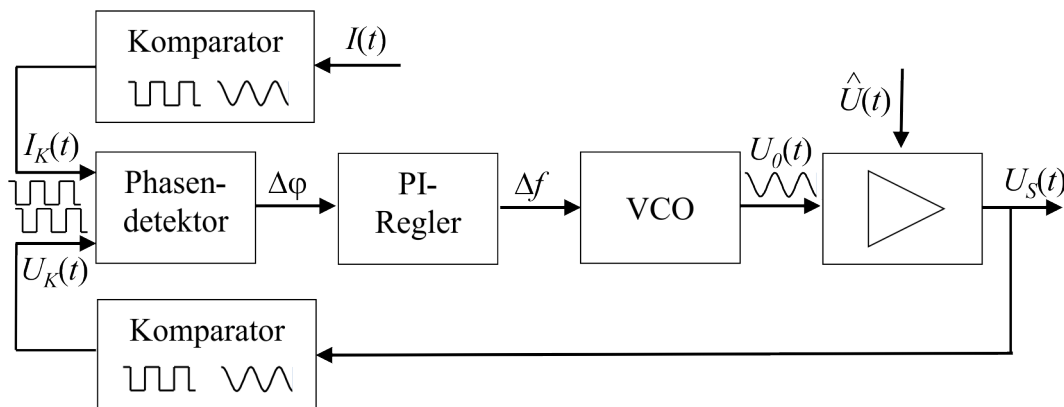 Komparator
I(t)
Û(t)
I_K(t)
Phasen-
detektor
Δφ
PI-
Regler
Δf
VCO
U_0(t)
U_S(t)
U_K(t)
Komparator